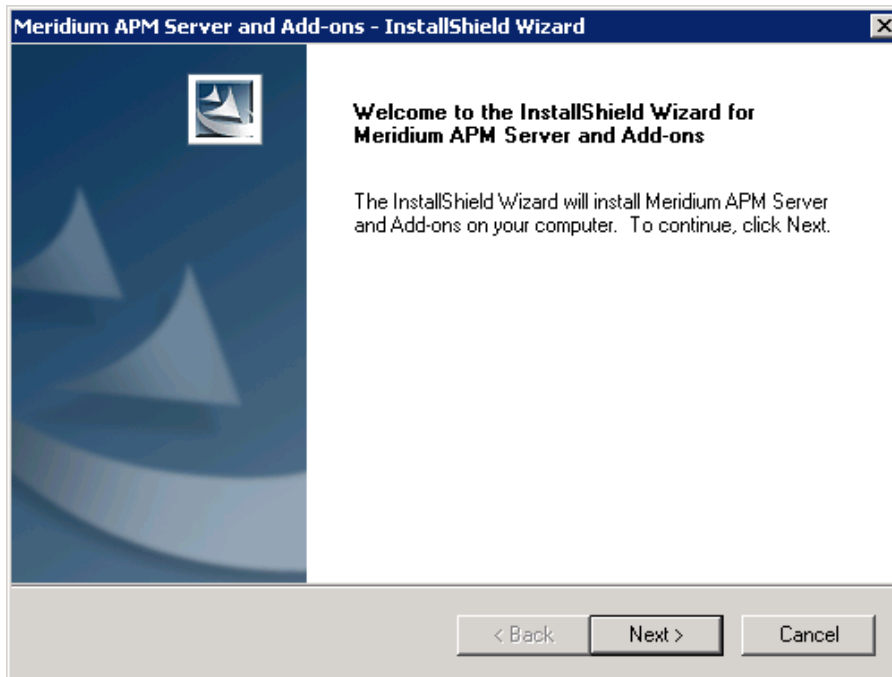 Meridium APM Server and Add-ons - InstallShield Wizard
Welcome to the InstallShield Wizard for
Meridium APM Server and Add-ons
The InstallShield Wizard will install Meridium APM Server
and Add-ons on your computer. To continue, click Next.
< Back
Next >
Cancel